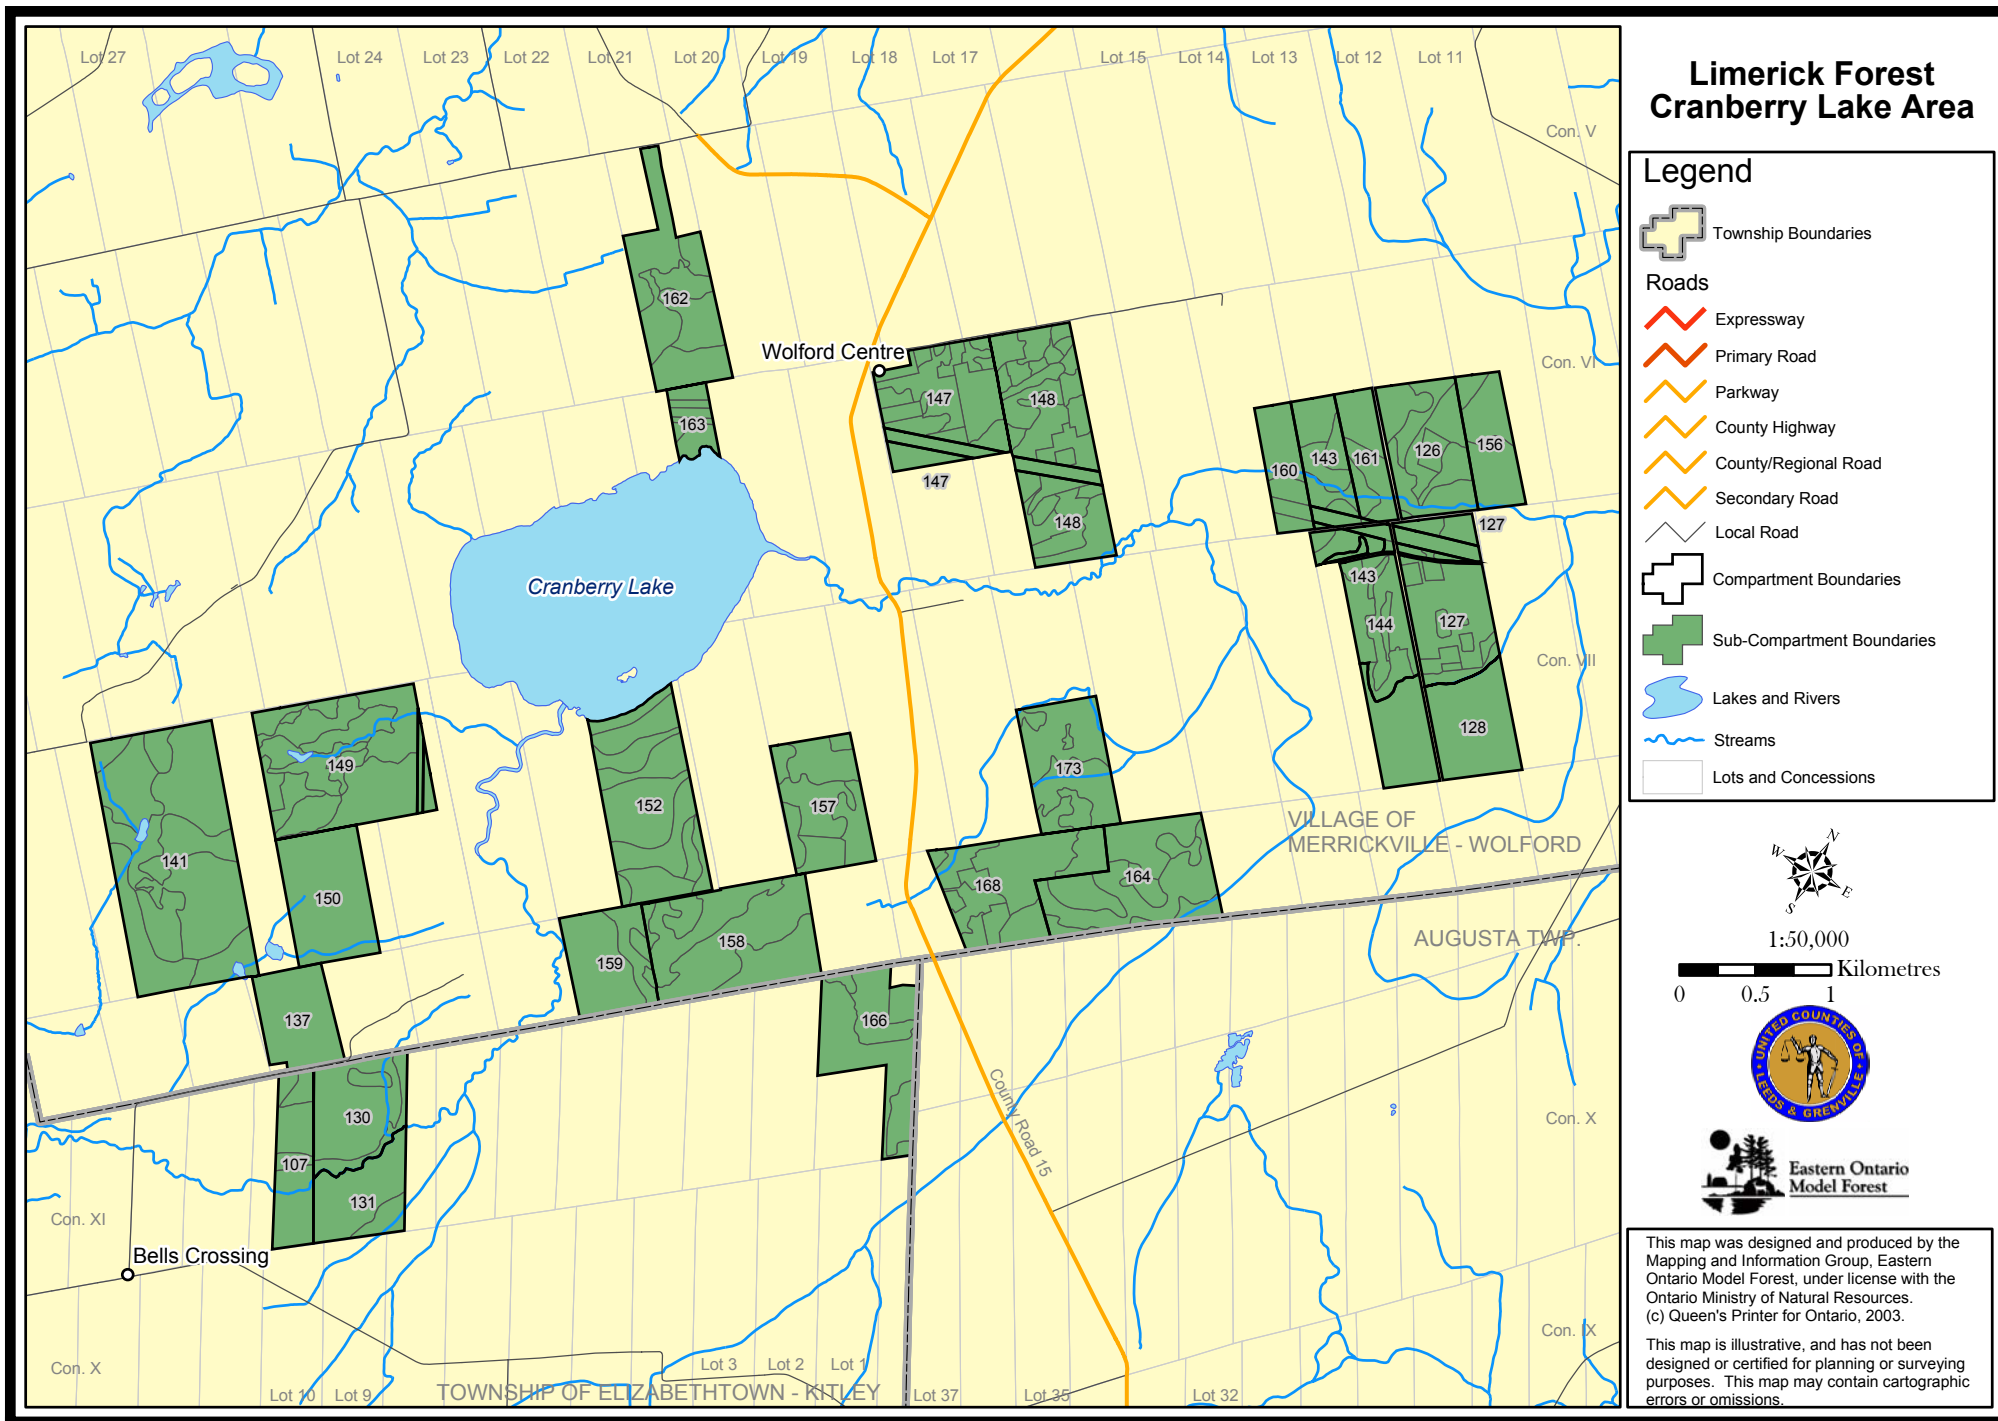 Lot 27
Lot 24
Lot 23
Lot 22
Lot 21
Lot 20
Lot 19
Lot 18
Lot 17
Lot 15
Lot 14
Lot 13
Lot 12
Lot 11
Con. V
162
Wolford Centre
Con. VI
163
147
148
147
148
160
143
161
126
156
127
Cranberry Lake
143
144
127
Con. VII
128
149
141
150
152
157
173
VILLAGE OF
MERRICKVILLE - WOLFORD
168
164
159
158
AUGUSTA TWP.
137
166
130
107
131
County Road 15
Con. X
Con. XI
Bells Crossing
Con. IX
Con. X
Lot 3
Lot 2
Lot 1
Lot 10
Lot 9
TOWNSHIP OF ELIZABETHTOWN - KITLEY
Lot 37
Lot 35
Lot 32
Limerick Forest
Cranberry Lake Area
Legend
Township Boundaries
Roads
Expressway
Primary Road
Parkway
County Highway
County/Regional Road
Secondary Road
Local Road
Compartment Boundaries
Sub-Compartment Boundaries
Lakes and Rivers
Streams
Lots and Concessions
N
W
E
S
1:50,000
Kilometres
0 0.5 1
UNITED COUNTIES OF
LEEDS & GRENVILLE
Eastern Ontario
Model Forest
This map was designed and produced by the
Mapping and Information Group, Eastern
Ontario Model Forest, under license with the
Ontario Ministry of Natural Resources.
(c) Queen's Printer for Ontario, 2003.
This map is illustrative, and has not been
designed or certified for planning or surveying
purposes. This map may contain cartographic
errors or omissions.